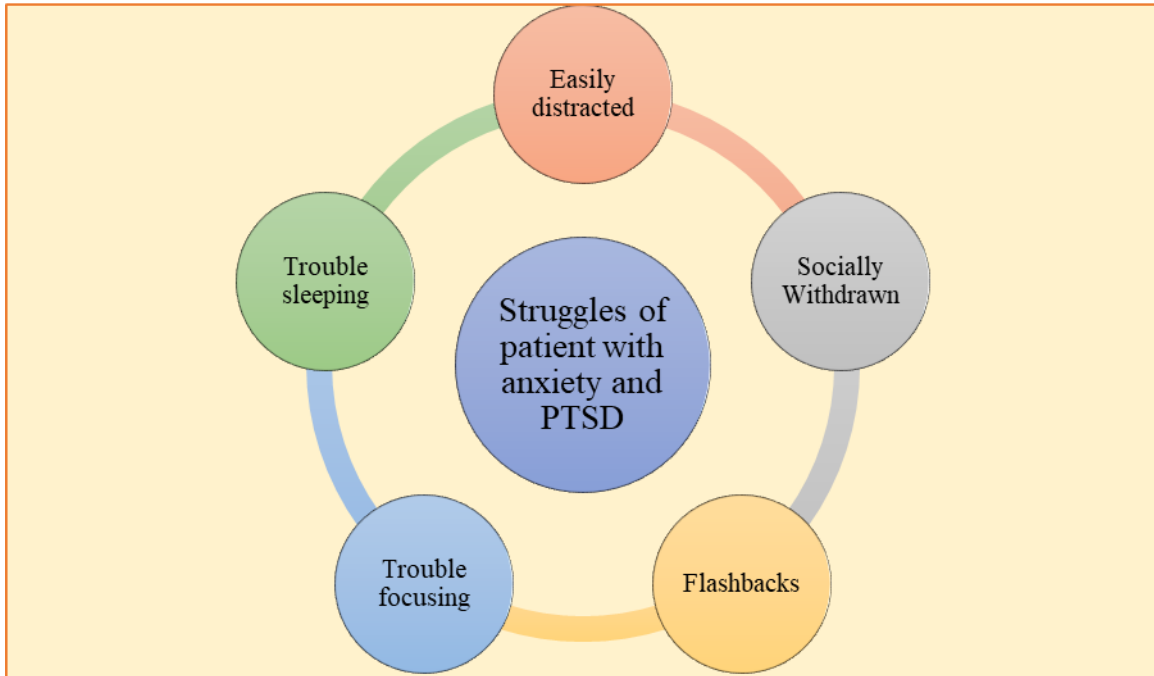 Easily
distracted
Socially
Withdrawn
Flashbacks
Trouble
focusing
Trouble
sleeping
Struggles of
patient with
anxiety and
PTSD